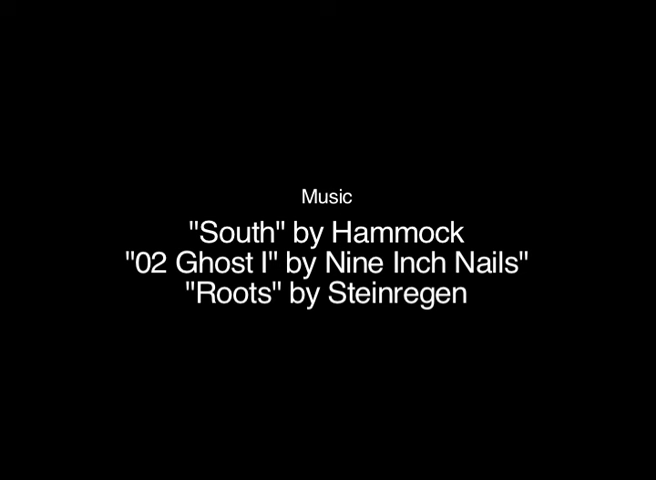 Music
"South" by Hammock
"02 Ghost I" by Nine Inch Nails"
"Roots" by Steinregen